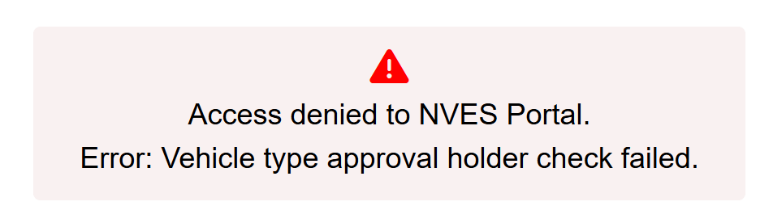 Access denied to NVES Portal.
Error: Vehicle type approval holder check failed.